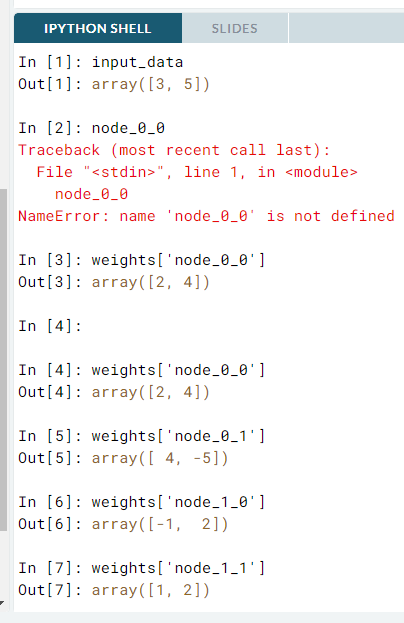 IPYTHON SHELL
SLIDES
In [1]: input_data
Out[1]: array([3, 5])
In [2]: node_0_0
Traceback (most recent call last):
  File "<stdin>", line 1, in <module>
    node_0_0
NameError: name 'node_0_0' is not defined
In [3]: weights['node_0_0']
Out[3]: array([2, 4])
In [4]:
In [4]: weights['node_0_0']
Out[4]: array([2, 4])
In [5]: weights['node_0_1']
Out[5]: array([ 4, -5])
In [6]: weights['node_1_0']
Out[6]: array([-1,  2])
In [7]: weights['node_1_1']
Out[7]: array([1, 2])